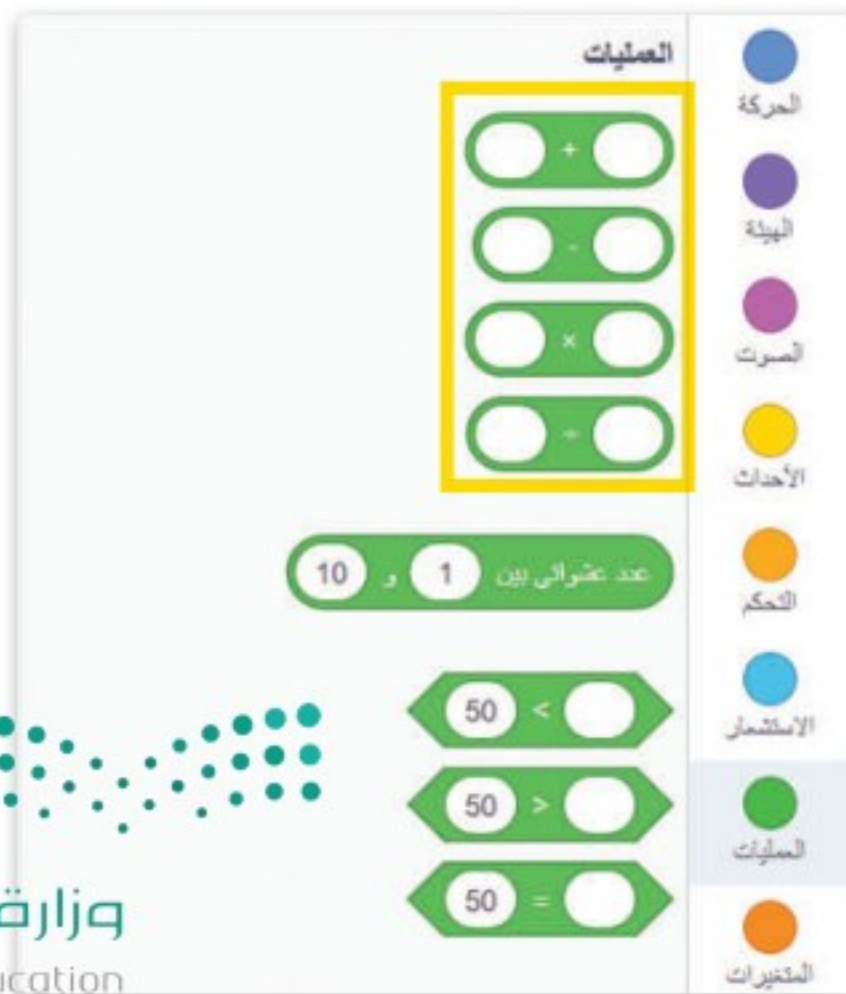 العمليات
+
-
×
÷
عدد عشوائي بين 1 و 10
< 50
> 50
= 50
الحركة
الهيئة
الصوت
الأحداث
التحكم
الاستشعار
العمليات
المتغيرات
وزارة
ucation